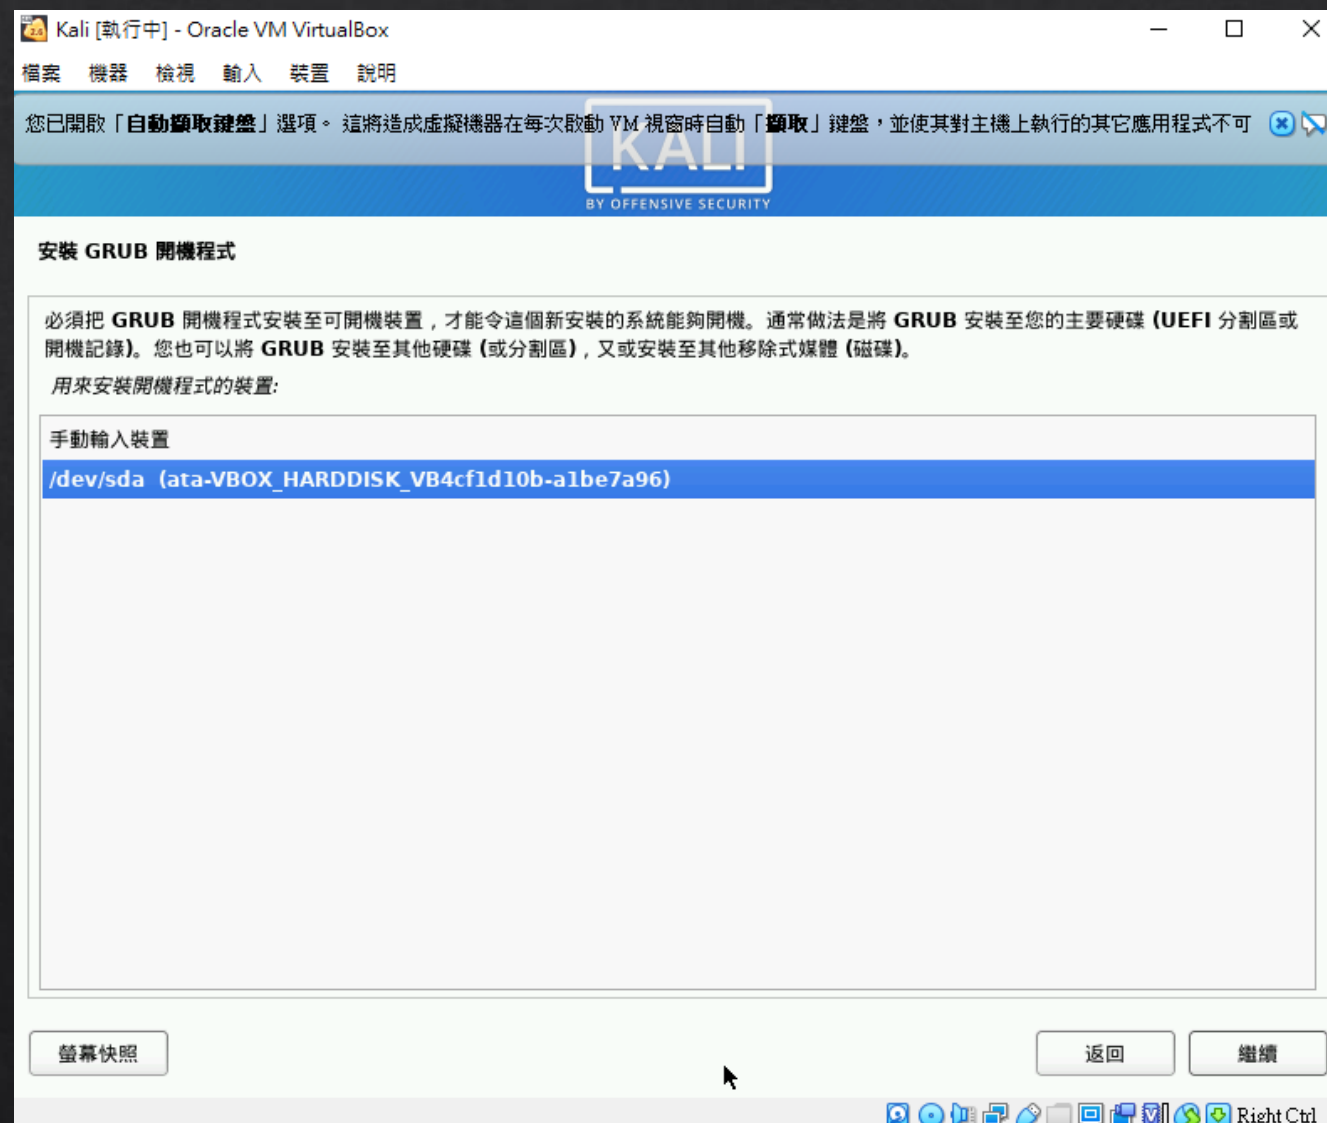 Kali [執行中] - Oracle VM VirtualBox
檔案 機器 檢視 輸入 裝置 說明
您已開啟「自動擷取鍵盤」選項。 這將造成虛擬機器在每次啟動 VM 視窗時自動「擷取」鍵盤，並使其對主機上執行的其它應用程式不可
KALI
BY OFFENSIVE SECURITY
安裝 GRUB 開機程式
必須把 GRUB 開機程式安裝至可開機裝置，才能令這個新安裝的系統能夠開機。通常做法是將 GRUB 安裝至您的主要硬碟 (UEFI 分割區或
開機記錄)。您也可以將 GRUB 安裝至其他硬碟 (或分割區)，又或安裝至其他移除式媒體 (磁碟)。
用來安裝開機程式的裝置:
手動輸入裝置
/dev/sda (ata-VBOX_HARDDISK_VB4cf1d10b-a1be7a96)
螢幕快照 返回 繼續
Right Ctrl